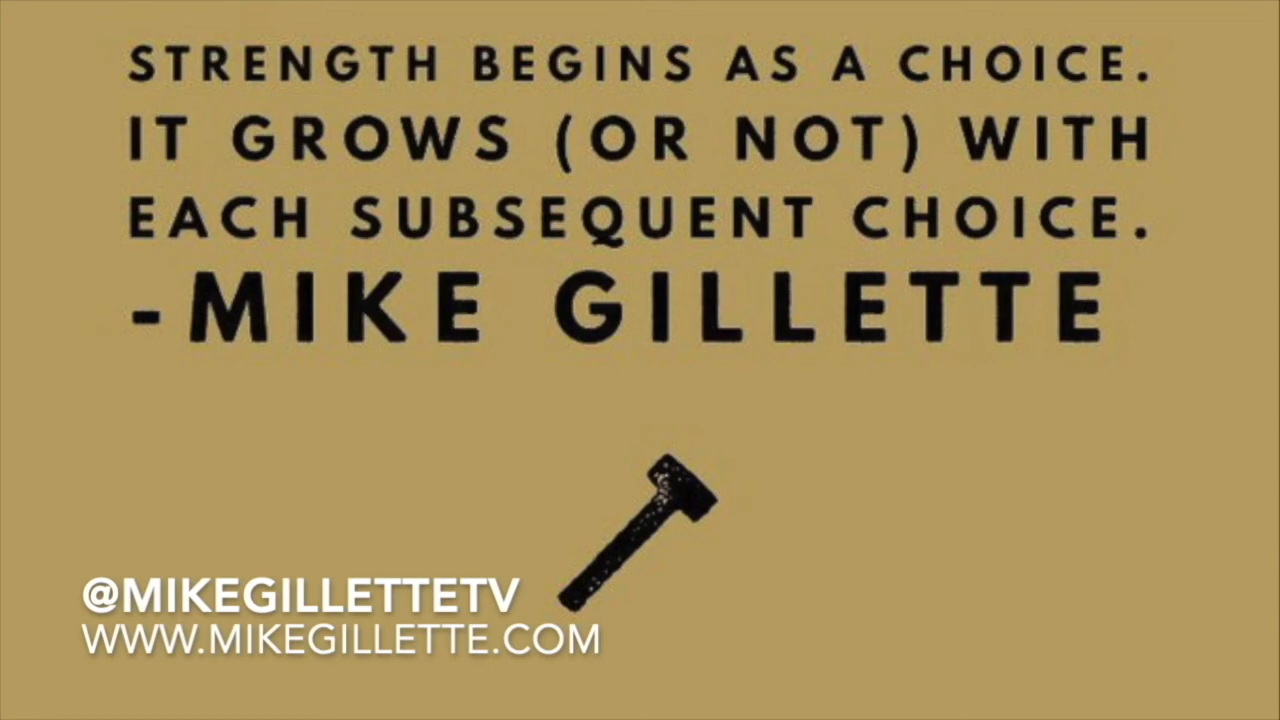 STRENGTH BEGINS AS A CHOICE.
IT GROWS (OR NOT) WITH
EACH SUBSEQUENT CHOICE.
-MIKE GILLETTE
@MIKEGILLETTETV
WWW.MIKEGILLETTE.COM